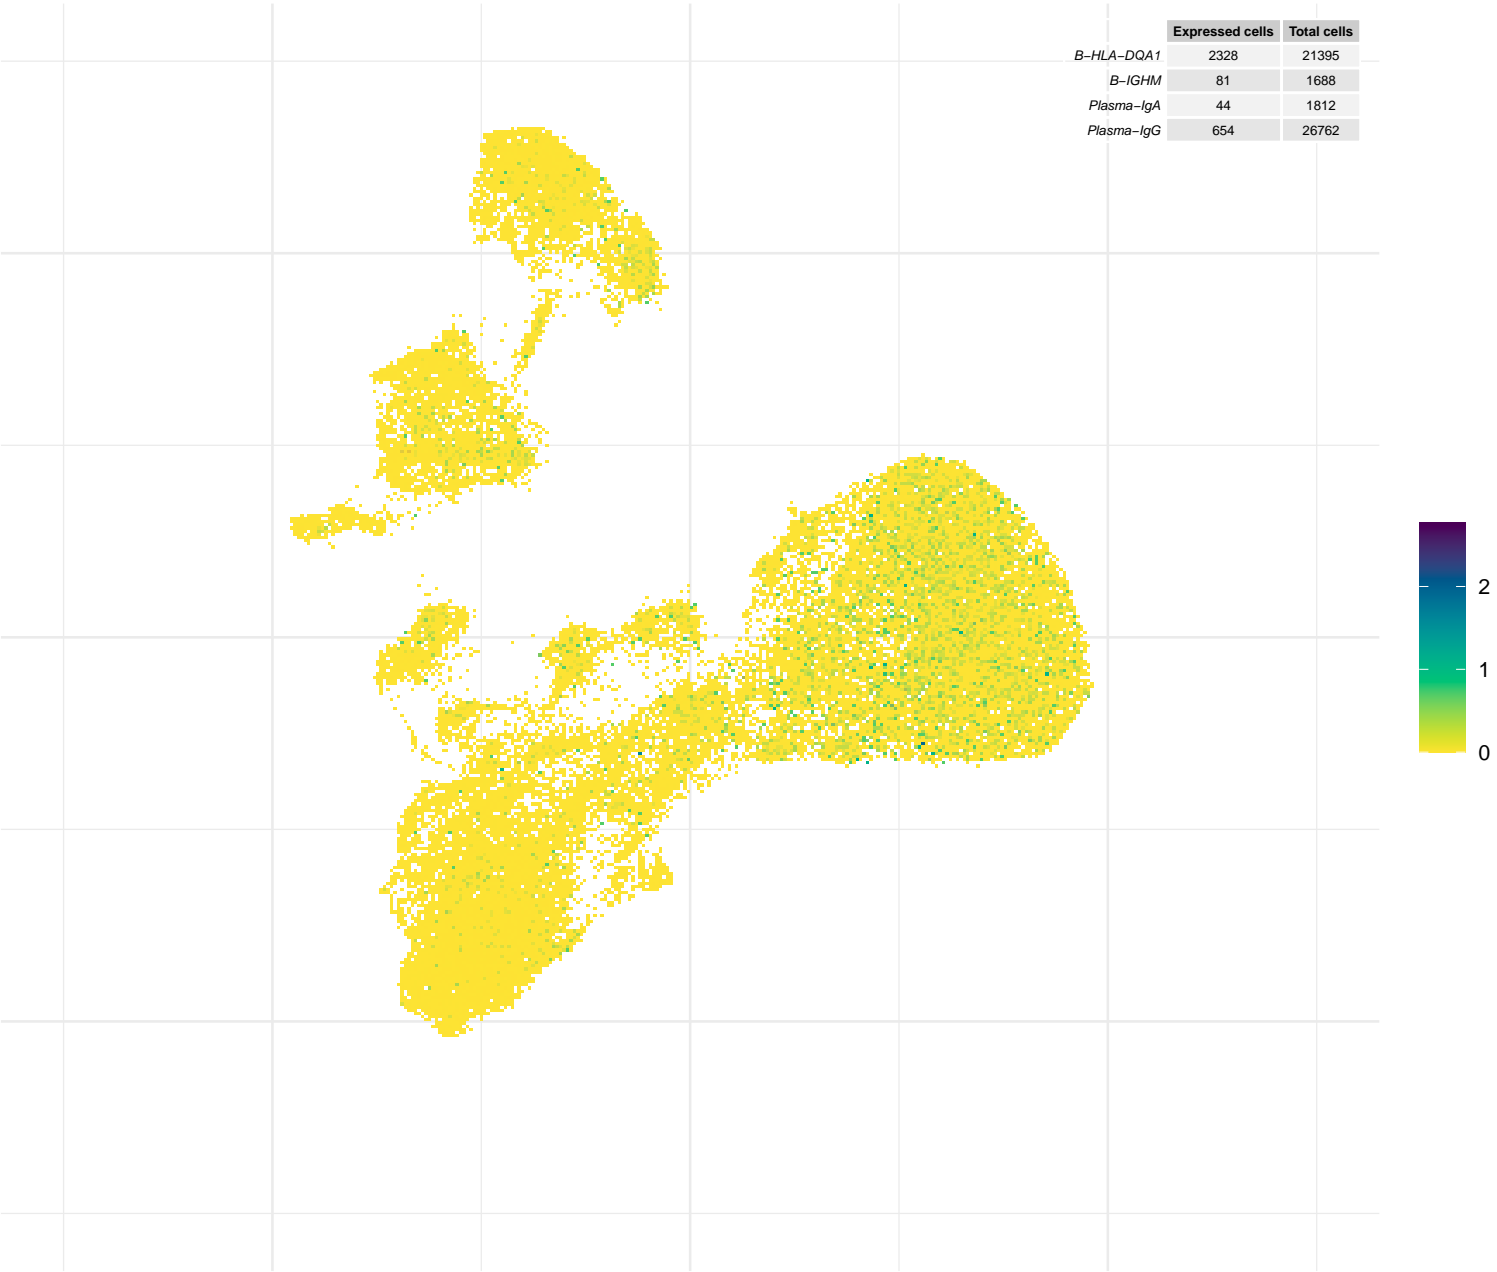 Expressed cells Total cells
B−HLA−DQA1 2328 21395
B−IGHM 81 1688
Plasma−IgA 44 1812
Plasma−IgG 654 26762
2
1
0